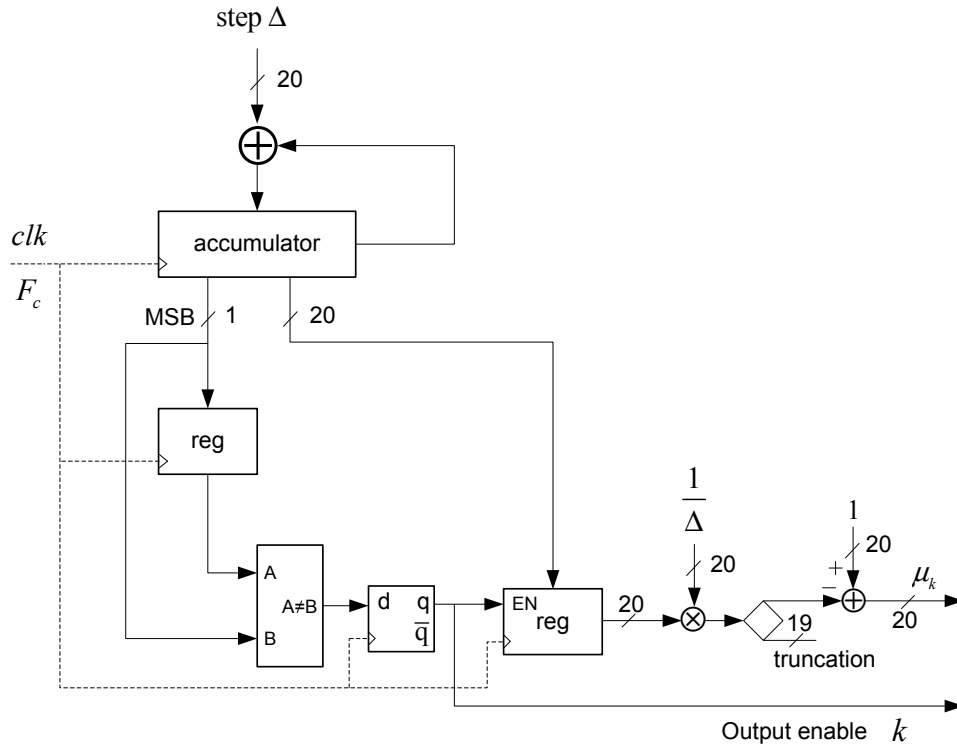 step Δ
20
accumulator
clk
F_c
MSB 1
20
reg
A
A≠B
B
d q
q̅
EN
reg
20
1
Δ
20
19
truncation
1
20
+
−
μ_k
20
Output enable k